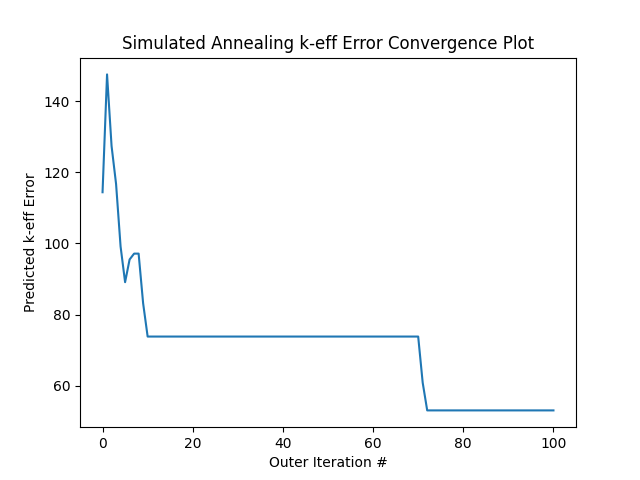 Simulated Annealing k-eff Error Convergence Plot
Predicted k-eff Error
140
120
100
80
60
0 20 40 60 80 100
Outer Iteration #